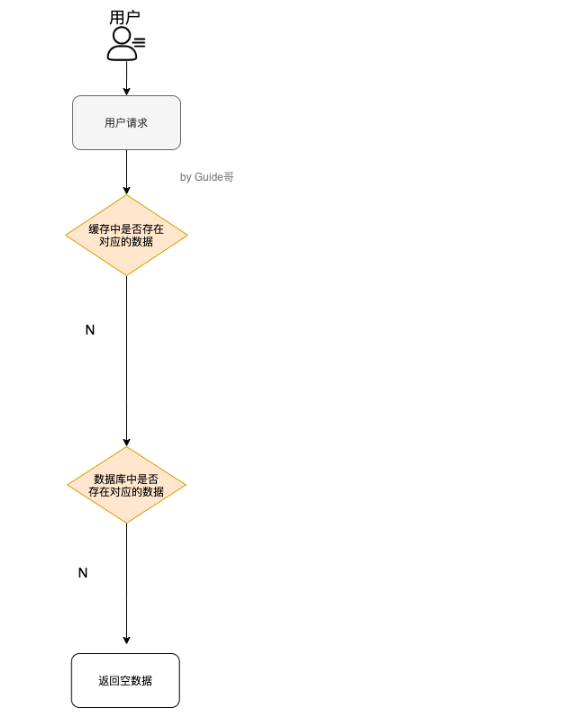 用户
用户请求
by Guide哥
缓存中是否存在
对应的数据
N
数据库中是否
存在对应的数据
N
返回空数据